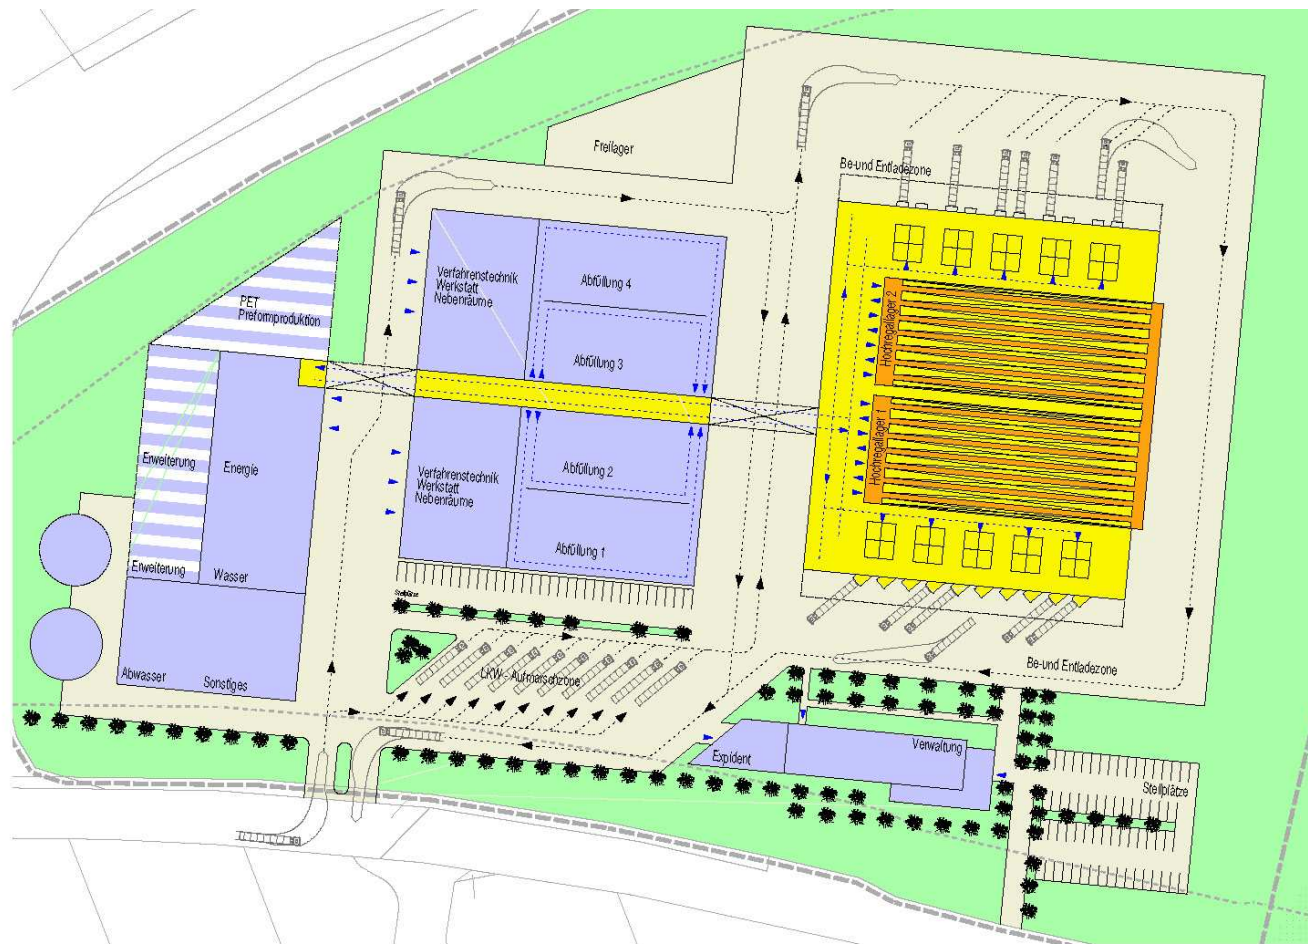 Freilager
Be-und Entladezone
Verfahrenstechnik
Werkstatt
Nebenräume
Abfüllung 4
PET
Preformproduktion
Abfüllung 3
Hochregallager 2
Hochregallager 1
Erweiterung
Energie
Verfahrenstechnik
Werkstatt
Nebenräume
Abfüllung 2
Abfüllung 1
Erweiterung
Wasser
Stellplätze
Abwasser
Sonstiges
LKW - Aufmarschzone
Be-und Entladezone
Expident
Verwaltung
Stellplätze